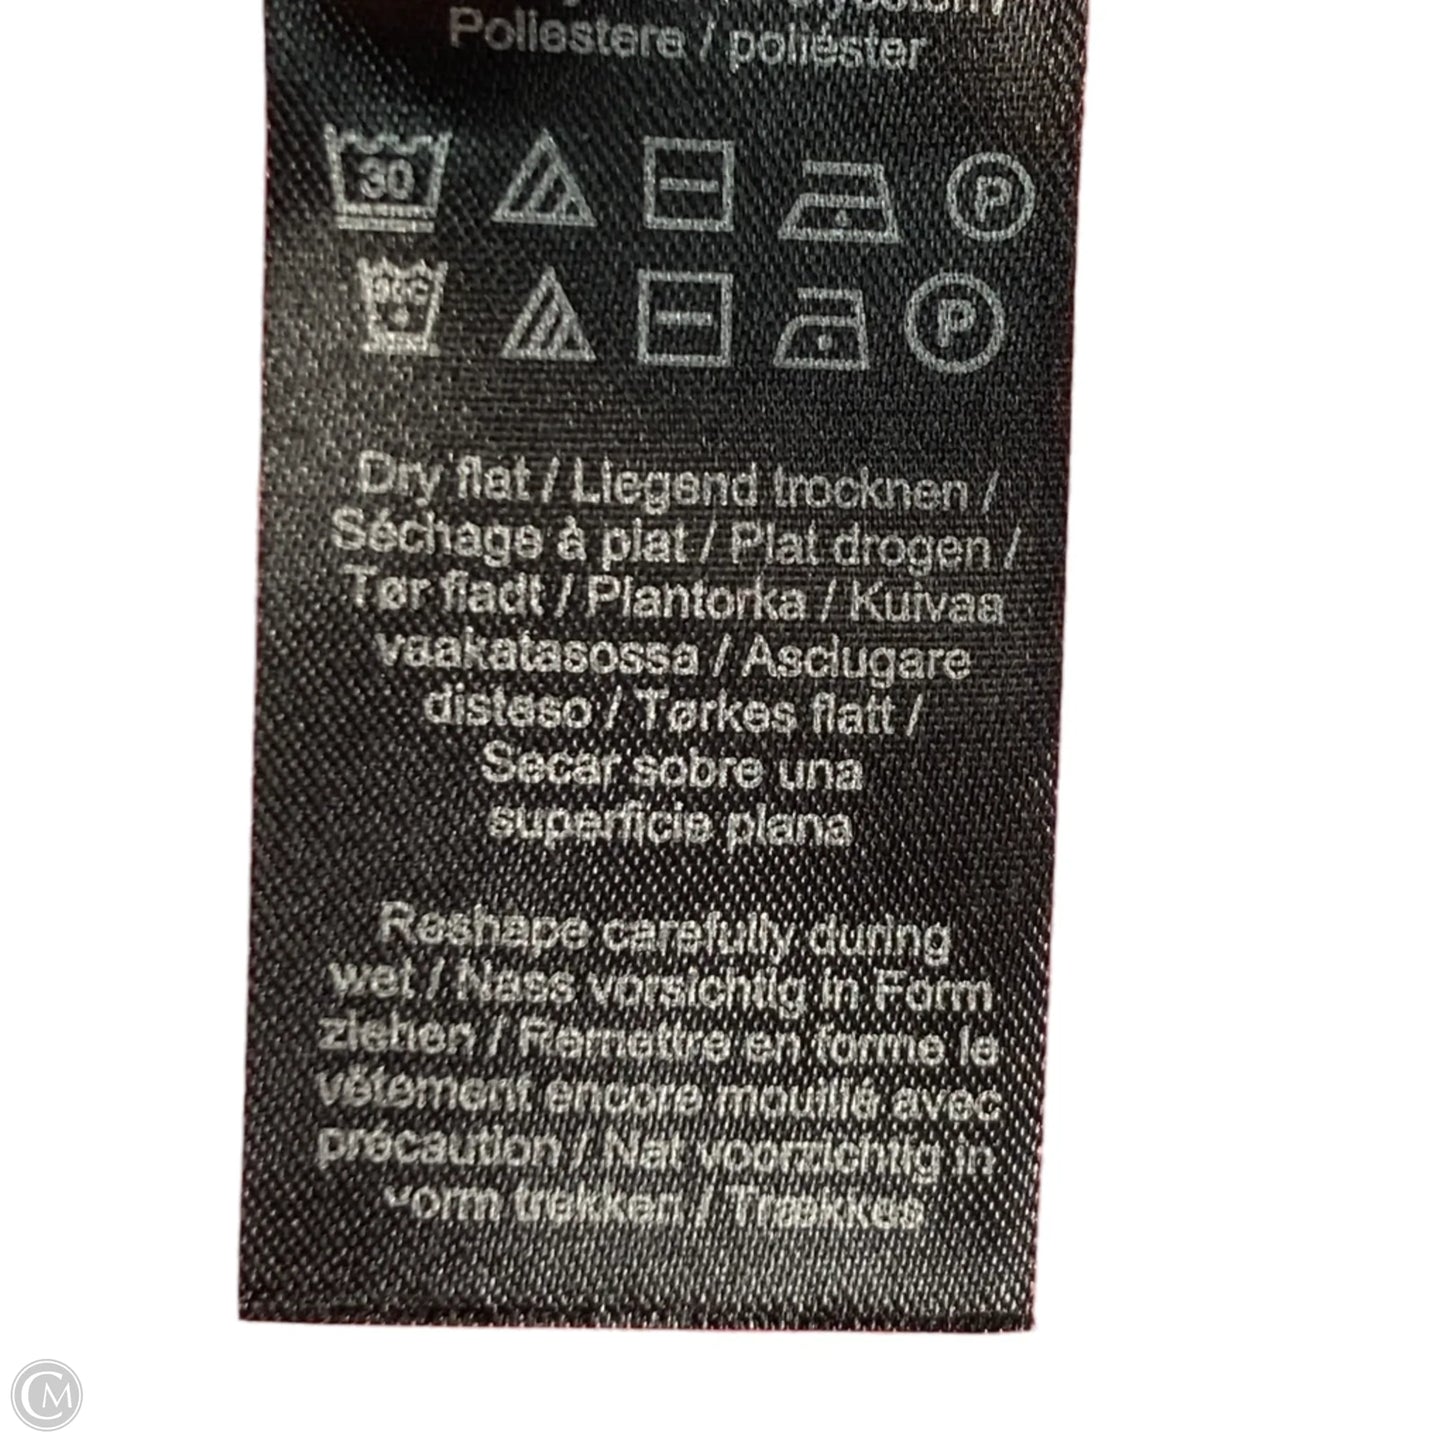 Poliestere / poliéster
30 P
30C P
Dry flat / Liegend trocknen /
Séchage à plat / Plat drogen /
Tør fladt / Plantorka / Kuivaa
vaakatasossa / Asciugare
disteso / Tørkes flatt /
Secar sobre una
superficie plana
Reshape carefully during
wet / Nass vorsichtig in Form
ziehen / Remettre en forme le
vêtement encore mouillé avec
précaution / Nat voorzichtig in
vorm trekken / Trækkes
CM